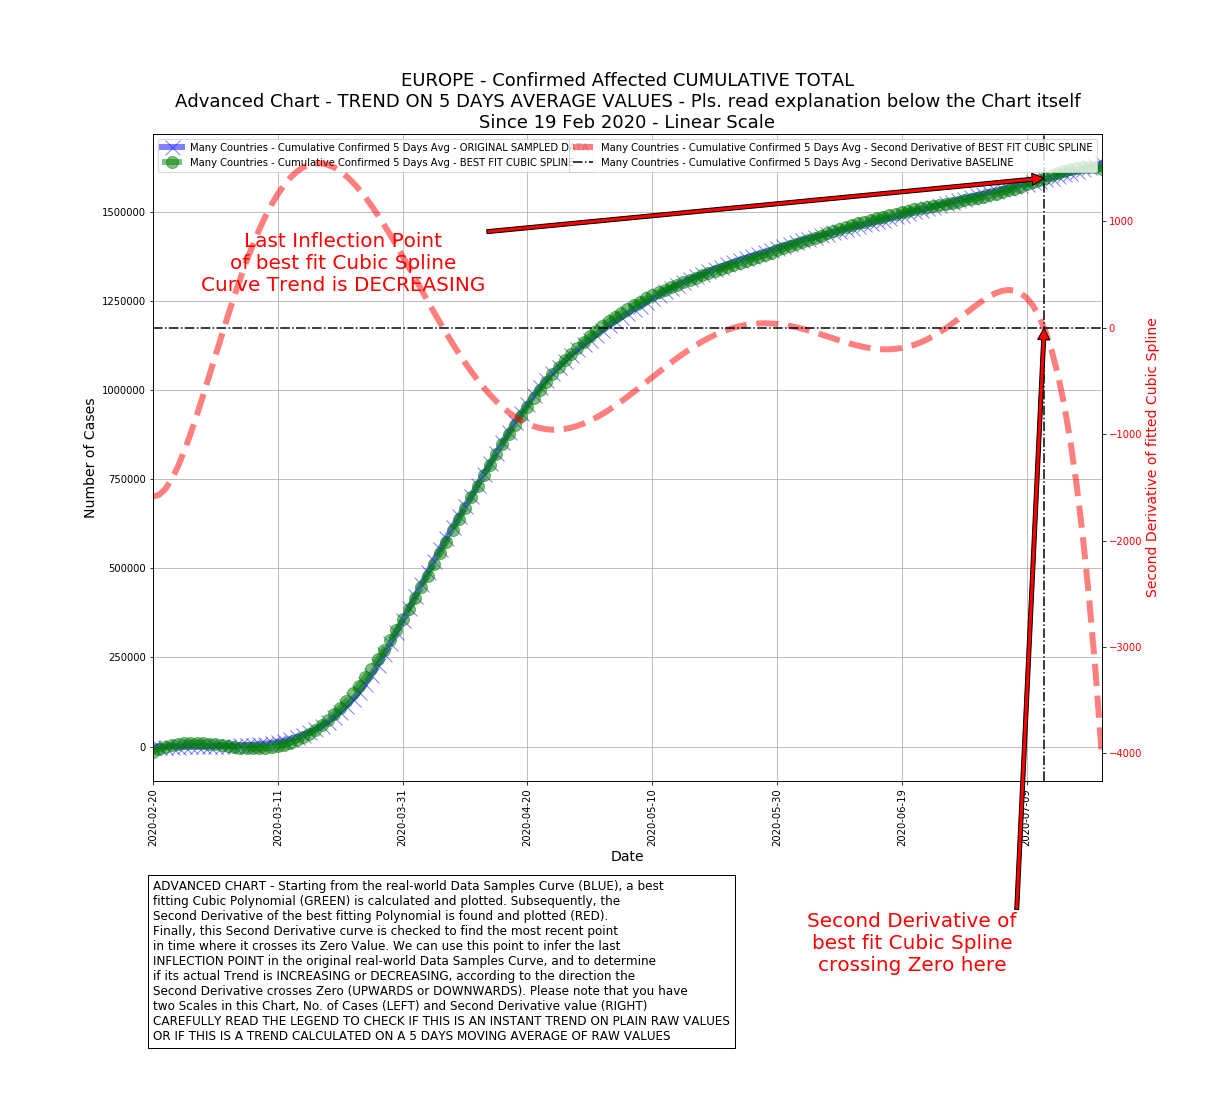 EUROPE - Confirmed Affected CUMULATIVE TOTAL
Advanced Chart - TREND ON 5 DAYS AVERAGE VALUES - Pls. read explanation below the Chart itself
Since 19 Feb 2020 - Linear Scale
Many Countries - Cumulative Confirmed 5 Days Avg - ORIGINAL SAMPLED DATA
Many Countries - Cumulative Confirmed 5 Days Avg - BEST FIT CUBIC SPLINE
Many Countries - Cumulative Confirmed 5 Days Avg - Second Derivative of BEST FIT CUBIC SPLINE
Many Countries - Cumulative Confirmed 5 Days Avg - Second Derivative BASELINE
Last Inflection Point
of best fit Cubic Spline
Curve Trend is DECREASING
Number of Cases
1500000
1250000
1000000
750000
500000
250000
0
1000
0
−1000
−2000
−3000
−4000
Second Derivative of fitted Cubic Spline
2020-02-20
2020-03-11
2020-03-31
2020-04-20
2020-05-10
2020-05-30
2020-06-19
2020-07-09
Date
ADVANCED CHART - Starting from the real-world Data Samples Curve (BLUE), a best
fitting Cubic Polynomial (GREEN) is calculated and plotted. Subsequently, the
Second Derivative of the best fitting Polynomial is found and plotted (RED).
Finally, this Second Derivative curve is checked to find the most recent point
in time where it crosses its Zero Value. We can use this point to infer the last
INFLECTION POINT in the original real-world Data Samples Curve, and to determine
if its actual Trend is INCREASING or DECREASING, according to the direction the
Second Derivative crosses Zero (UPWARDS or DOWNWARDS). Please note that you have
two Scales in this Chart, No. of Cases (LEFT) and Second Derivative value (RIGHT)
CAREFULLY READ THE LEGEND TO CHECK IF THIS IS AN INSTANT TREND ON PLAIN RAW VALUES
OR IF THIS IS A TREND CALCULATED ON A 5 DAYS MOVING AVERAGE OF RAW VALUES
Second Derivative of
best fit Cubic Spline
crossing Zero here